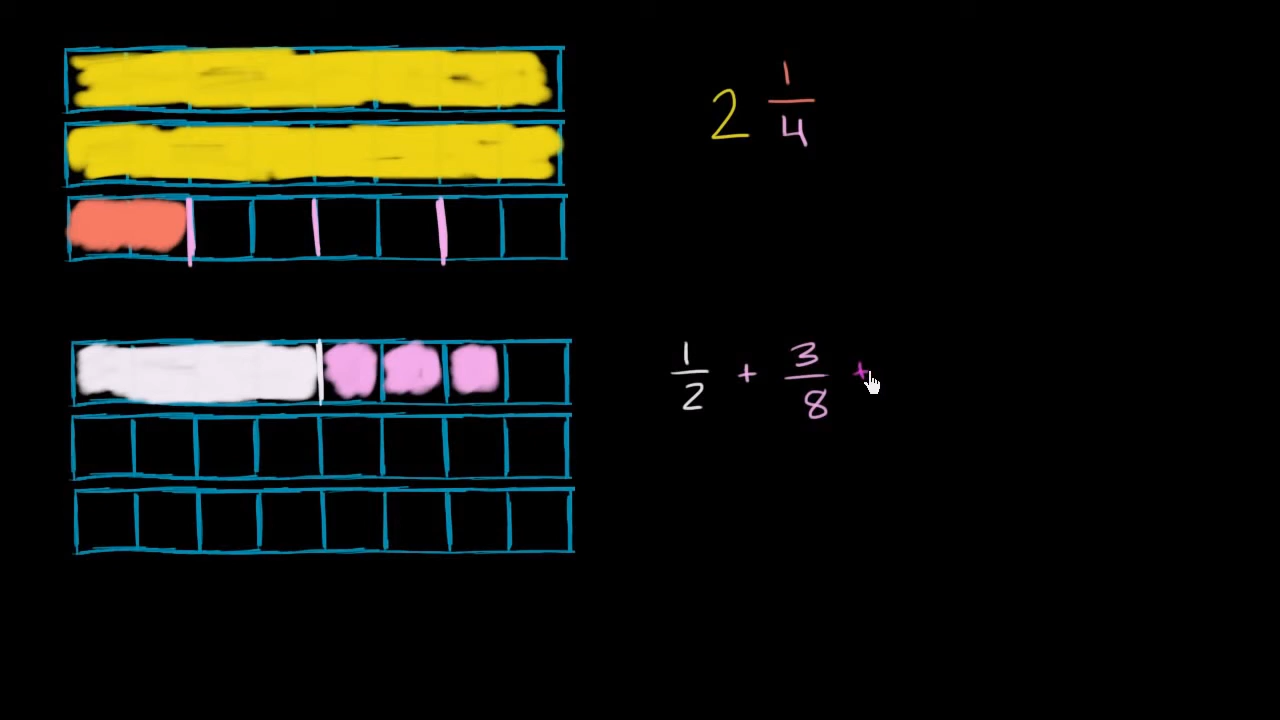 2 1/4
1/2 + 3/8 +